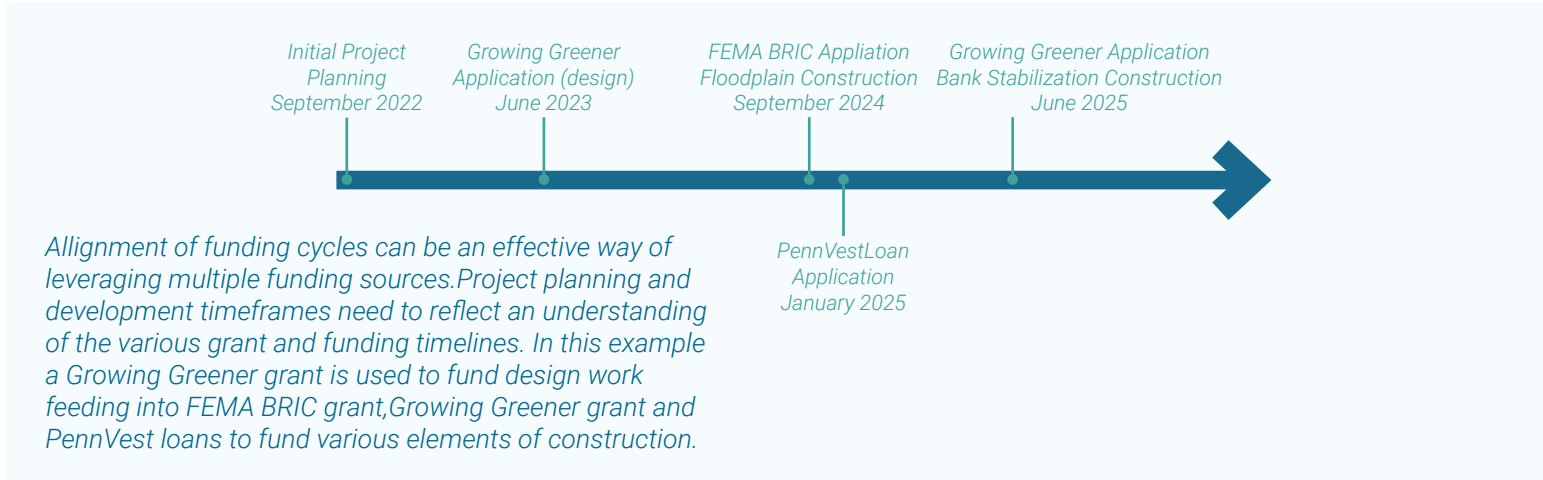 Initial Project
Planning
September 2022
Growing Greener
Application (design)
June 2023
FEMA BRIC Appliation
Floodplain Construction
September 2024
Growing Greener Application
Bank Stabilization Construction
June 2025
PennVestLoan
Application
January 2025
Allignment of funding cycles can be an effective way of
leveraging multiple funding sources.Project planning and
development timeframes need to reflect an understanding
of the various grant and funding timelines. In this example
a Growing Greener grant is used to fund design work
feeding into FEMA BRIC grant,Growing Greener grant and
PennVest loans to fund various elements of construction.